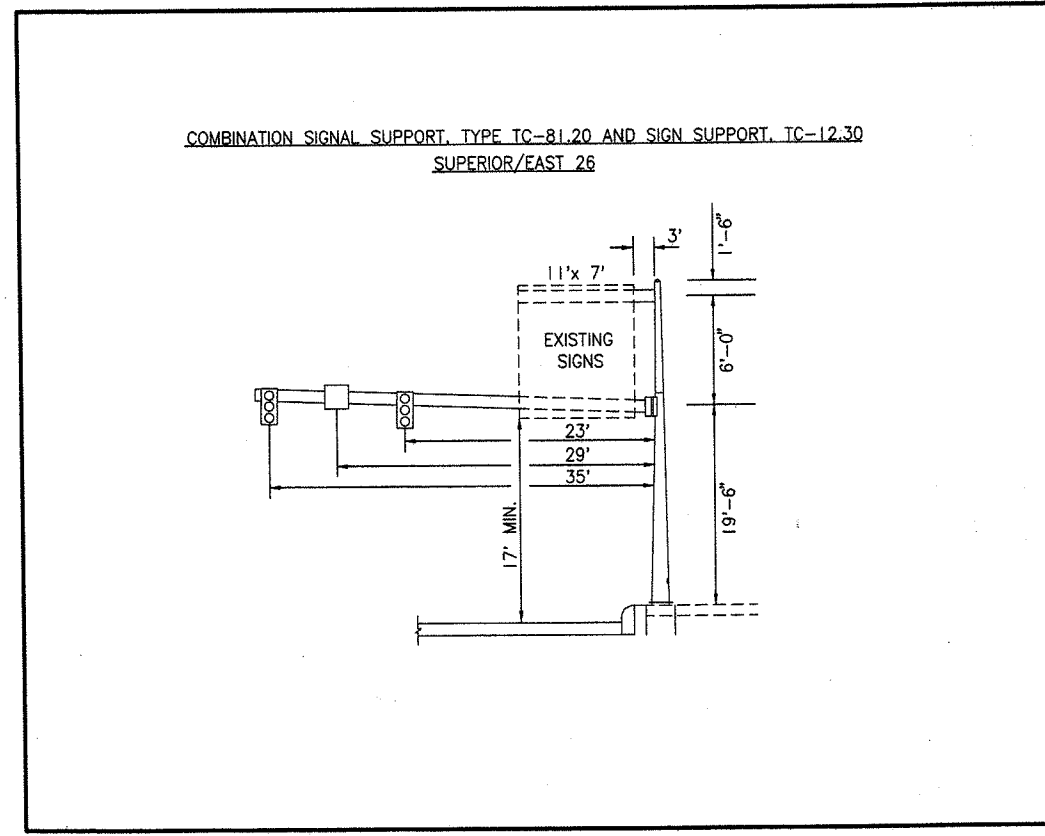 COMBINATION SIGNAL SUPPORT, TYPE TC-81.20 AND SIGN SUPPORT, TC-12.30
SUPERIOR/EAST 26
3'
1'-6"
11'x 7'
EXISTING
SIGNS
6'-0"
23'
29'
35'
17' MIN.
19'-6"